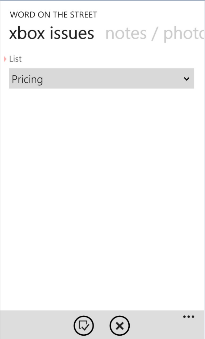 WORD ON THE STREET
xbox issues notes / photo
List
Pricing